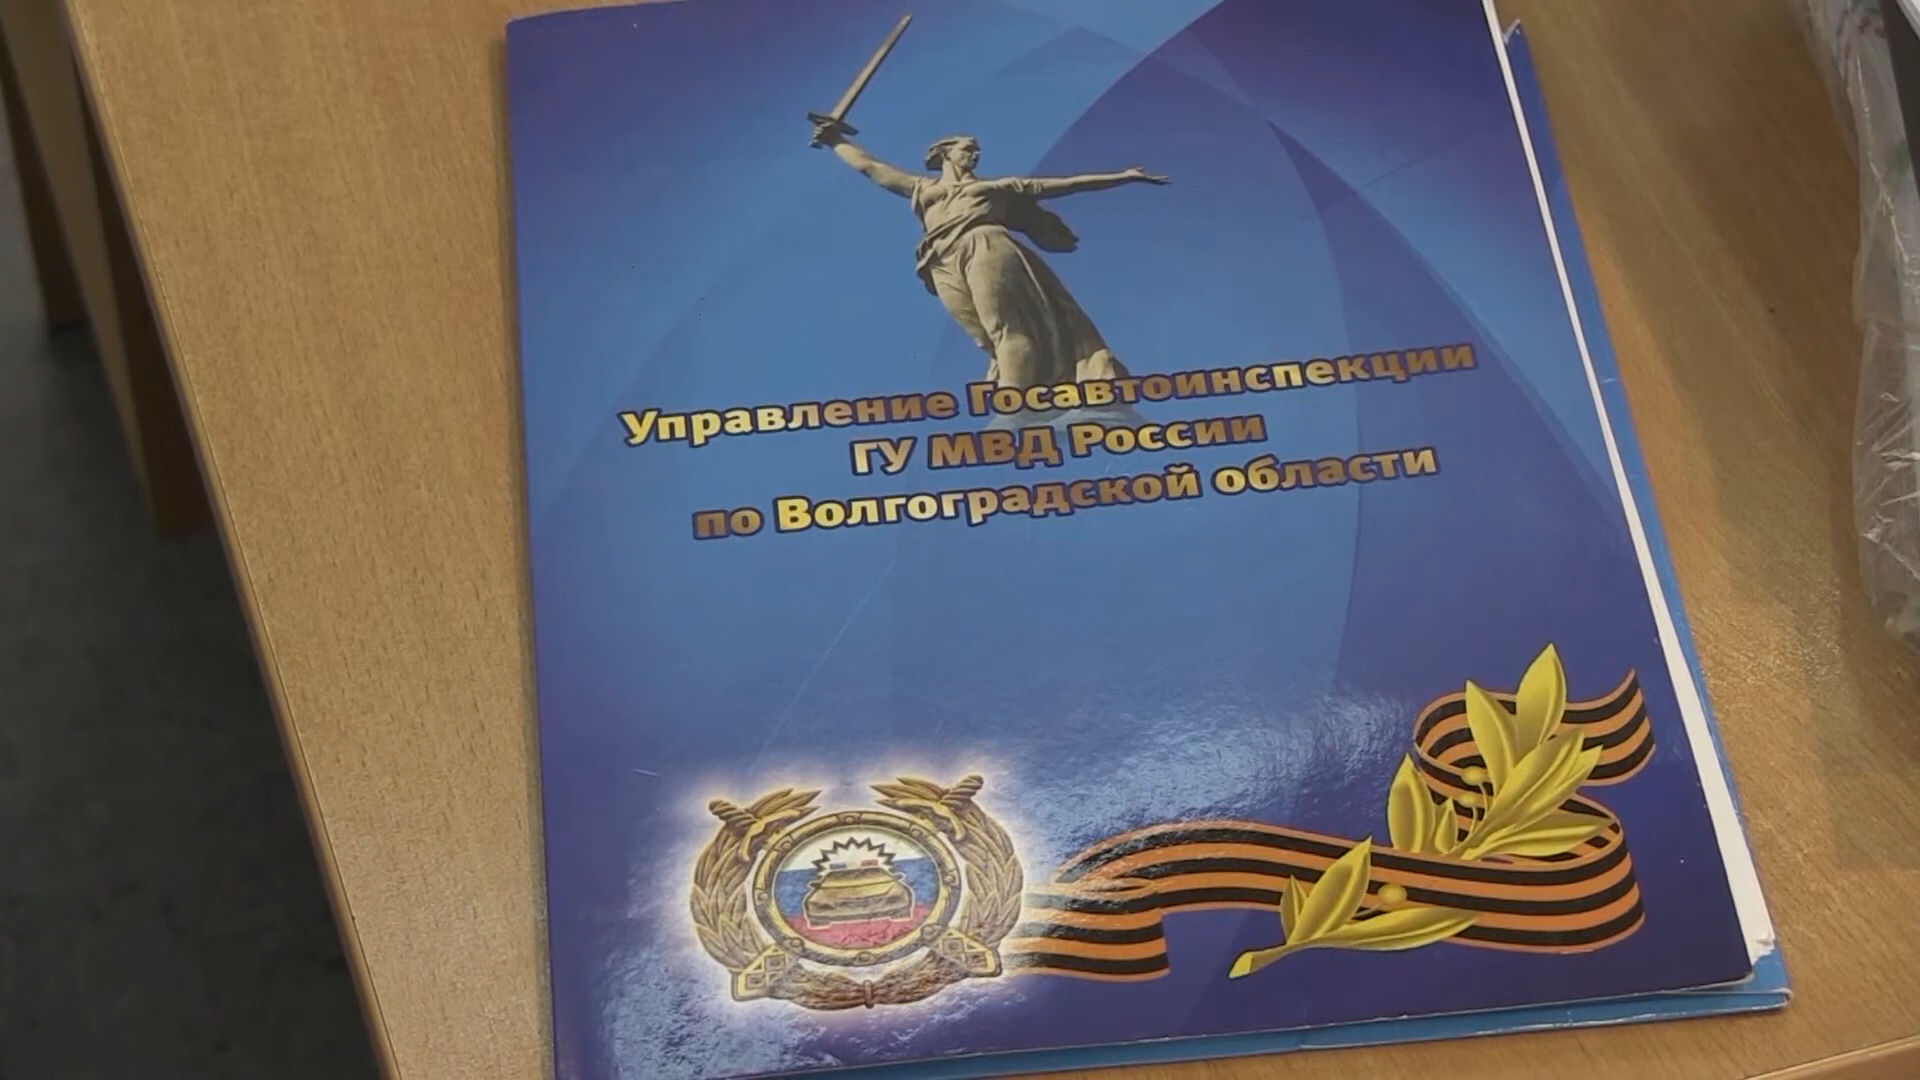 Управление Госавтоинспекции
ГУ МВД России
по Волгоградской области